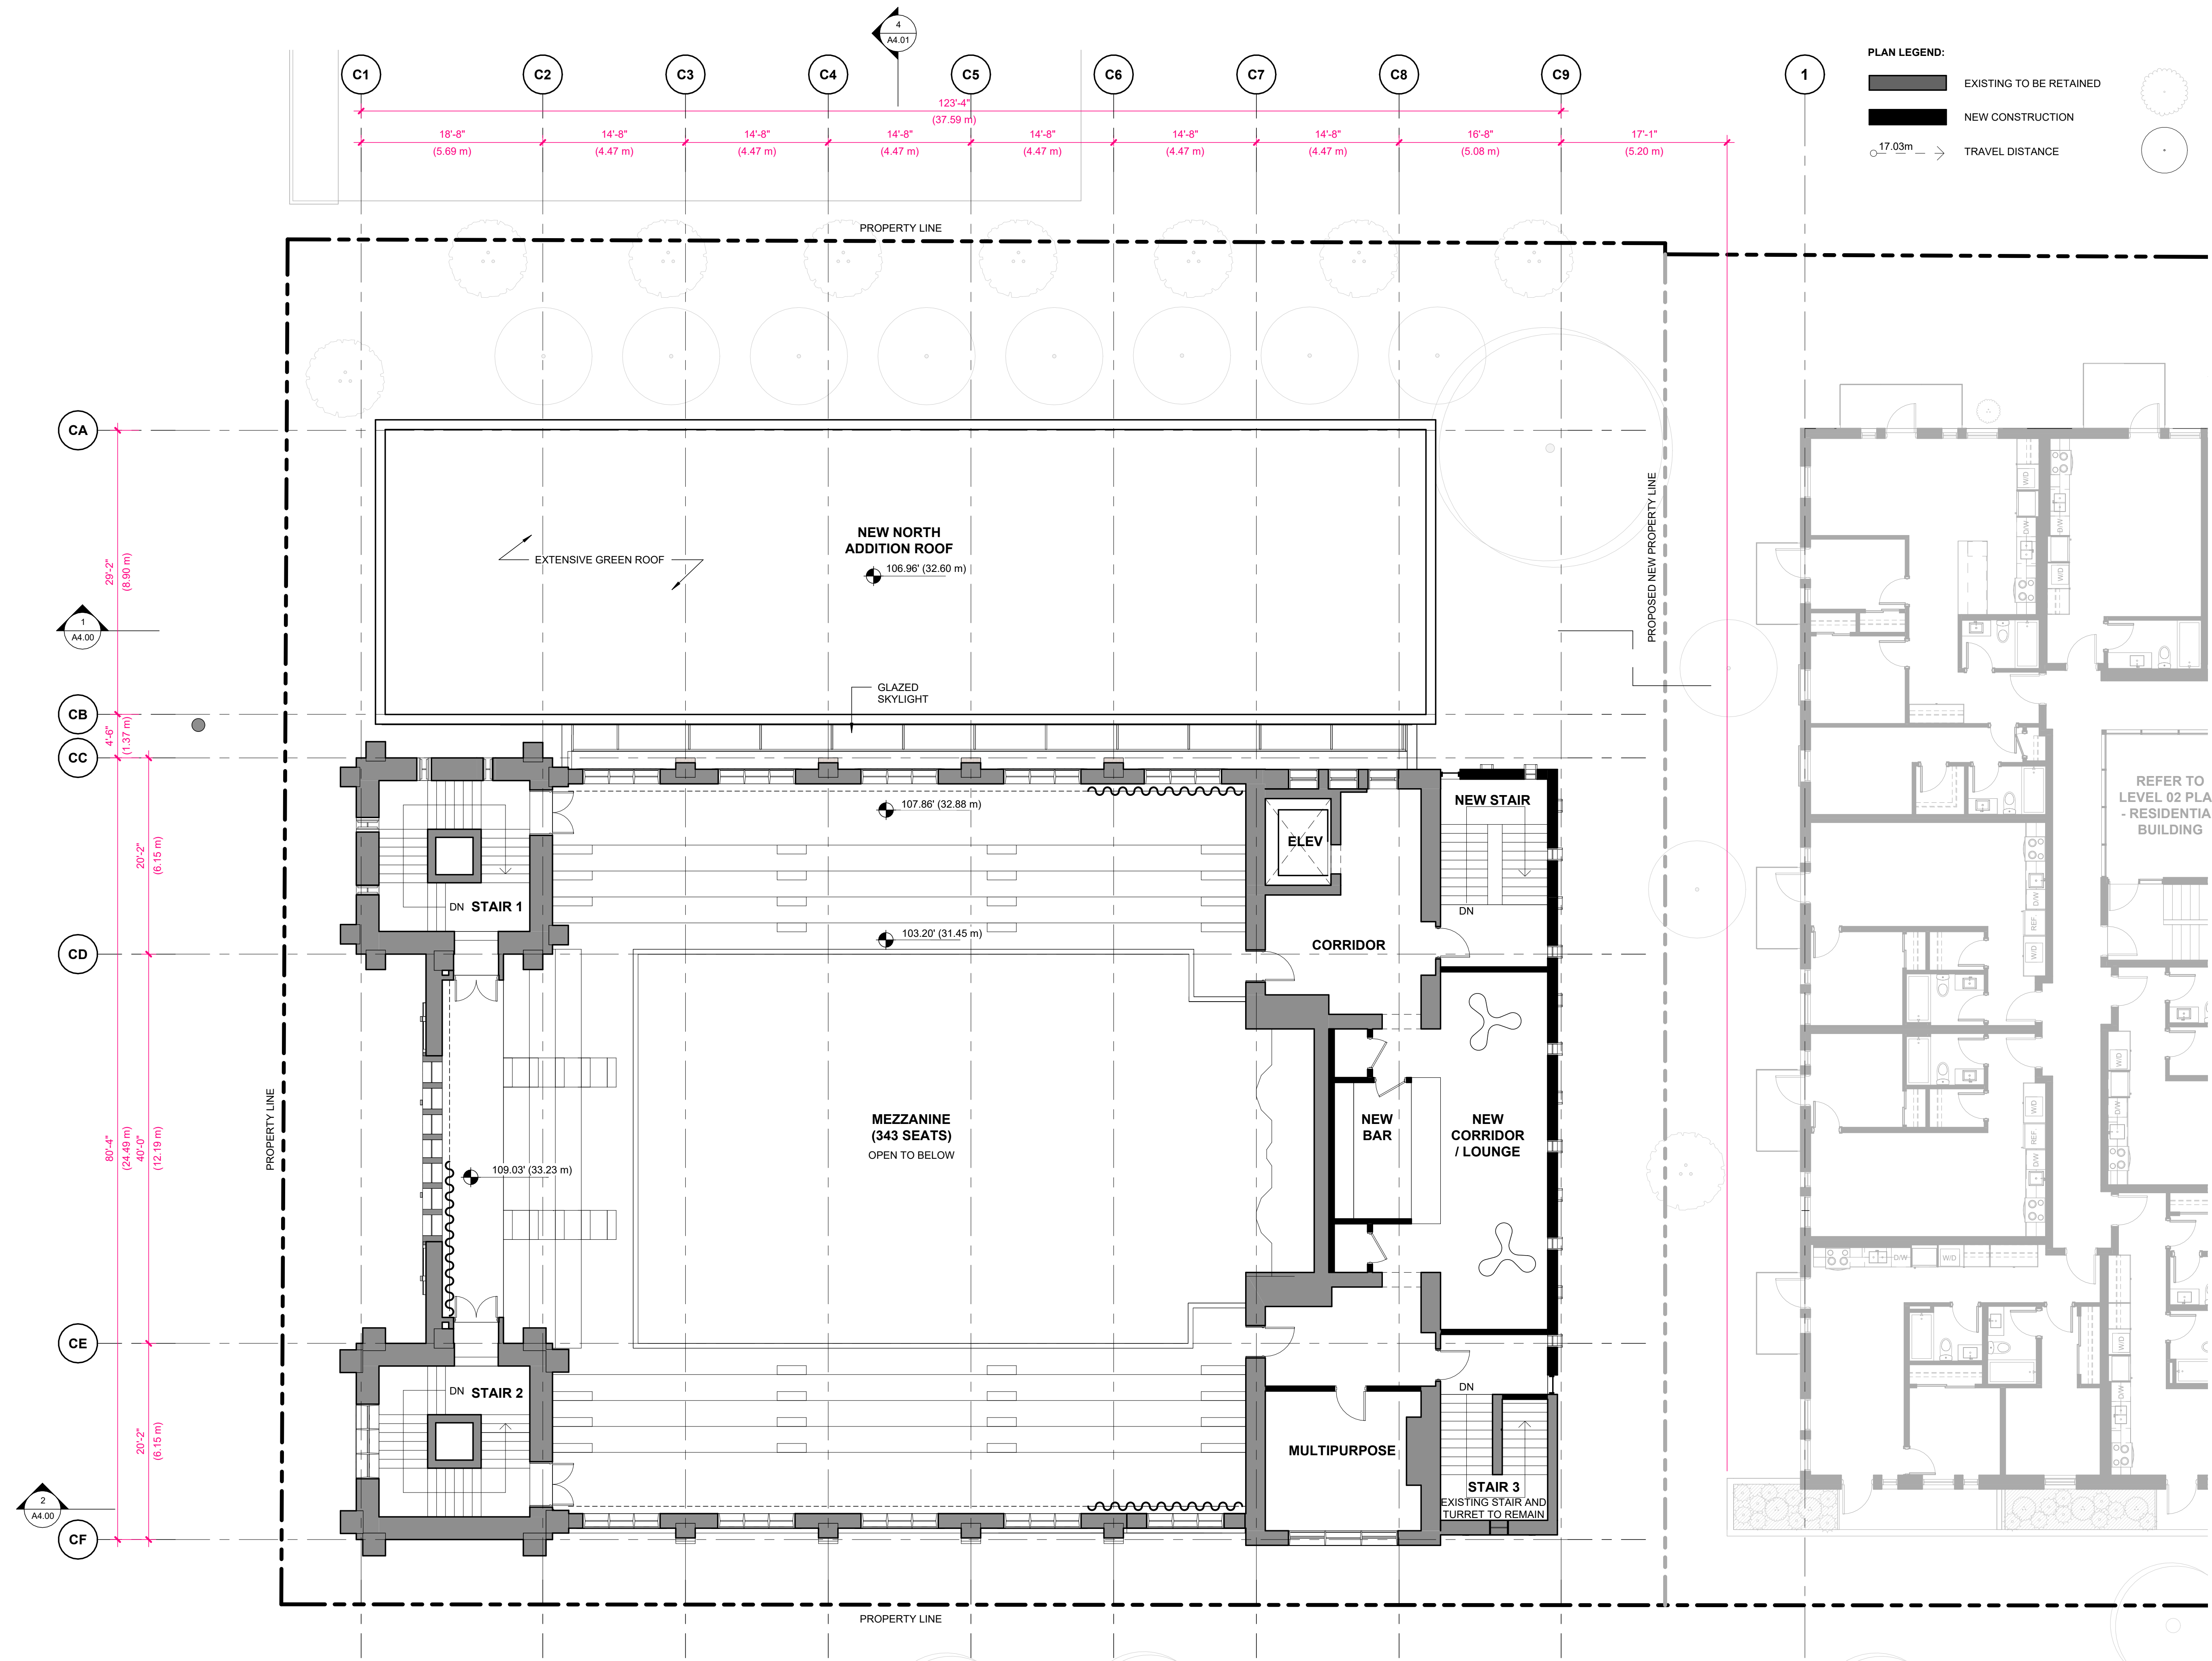 4
A4.01
C1
C2
C3
C4
C5
C6
C7
C8
C9
1
PLAN LEGEND:
EXISTING TO BE RETAINED
NEW CONSTRUCTION
17.03m
TRAVEL DISTANCE
123'-4"
(37.59 m)
18'-8"
14'-8"
14'-8"
14'-8"
14'-8"
14'-8"
14'-8"
16'-8"
17'-1"
(5.69 m)
(4.47 m)
(4.47 m)
(4.47 m)
(4.47 m)
(4.47 m)
(4.47 m)
(5.08 m)
(5.20 m)
PROPERTY LINE
CA
29'-2"
(8.90 m)
1
A4.00
CB
4'-6"
(1.37 m)
CC
20'-2"
(6.15 m)
CD
80'-4"
(24.49 m)
40'-0"
(12.19 m)
CE
20'-2"
(6.15 m)
2
A4.00
CF
PROPERTY LINE
NEW NORTH
ADDITION ROOF
106.96' (32.60 m)
EXTENSIVE GREEN ROOF
GLAZED
SKYLIGHT
PROPOSED NEW PROPERTY LINE
107.86' (32.88 m)
103.20' (31.45 m)
109.03' (33.23 m)
DN
STAIR 1
ELEV
NEW STAIR
DN
CORRIDOR
MEZZANINE
(343 SEATS)
OPEN TO BELOW
NEW
BAR
NEW
CORRIDOR
/ LOUNGE
DN
STAIR 2
DN
MULTIPURPOSE
STAIR 3
EXISTING STAIR AND
TURRET TO REMAIN
PROPERTY LINE
W/D
D/W
D/W
W/D
REFER TO
LEVEL 02 PLA
- RESIDENTIA
BUILDING
D/W
REF
W/D
W/D
REF
D/W
W/D
D/W
D/W
W/D
W/D
D/W